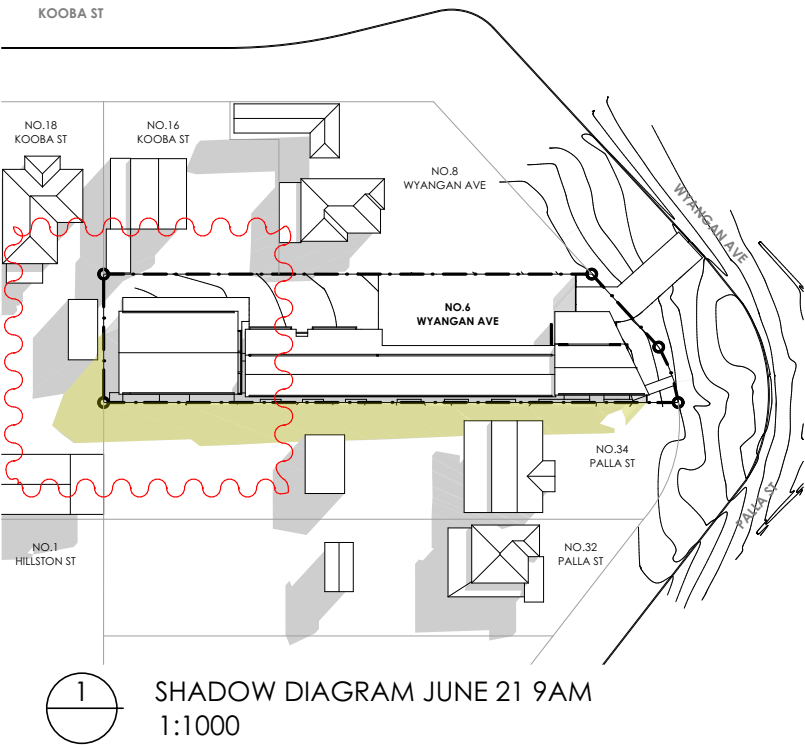 KOOBA ST
NO.18
KOOBA ST
NO.16
KOOBA ST
NO.8
WYANGAN AVE
WYANGAN AVE
NO.6
WYANGAN AVE
NO.34
PALLA ST
PALLA ST
NO.1
HILLSTON ST
NO.32
PALLA ST
1
SHADOW DIAGRAM JUNE 21 9AM
1:1000